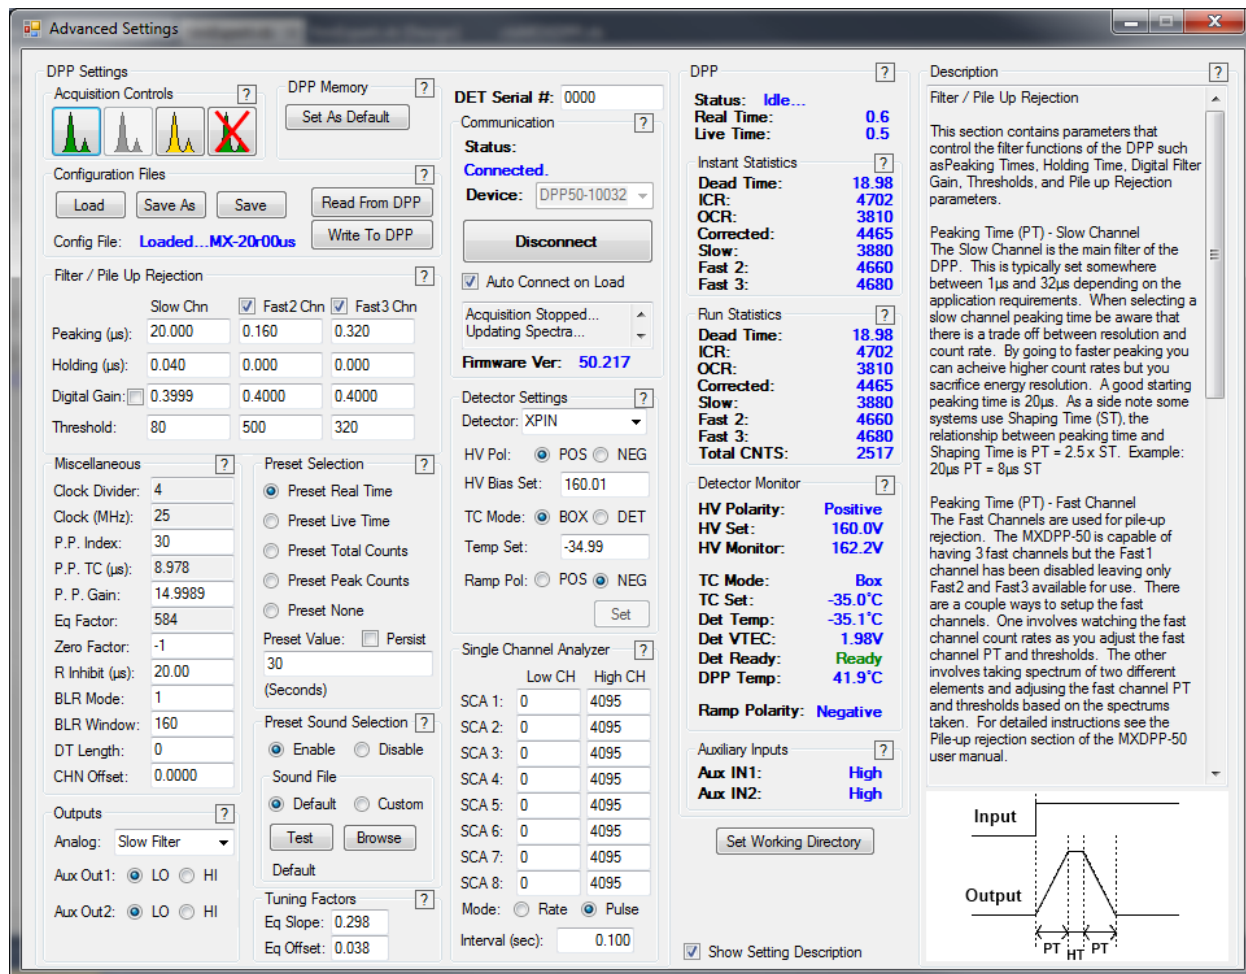 Advanced Settings
DPP Settings
Acquisition Controls ?
DPP Memory ?
Set As Default
Configuration Files ?
Load Save As Save Read From DPP
Config File: Loaded...MX-20r00us Write To DPP
Filter / Pile Up Rejection ?
Slow Chn Fast2 Chn Fast3 Chn
Peaking (µs): 20.000 0.160 0.320
Holding (µs): 0.040 0.000 0.000
Digital Gain: 0.3999 0.4000 0.4000
Threshold: 80 500 320
Miscellaneous ?
Clock Divider: 4
Clock (MHz): 25
P.P. Index: 30
P.P. TC (µs): 8.978
P. P. Gain: 14.9989
Eq Factor: 584
Zero Factor: -1
R Inhibit (µs): 20.00
BLR Mode: 1
BLR Window: 160
DT Length: 0
CHN Offset: 0.0000
Outputs ?
Analog: Slow Filter
Aux Out1: LO HI
Aux Out2: LO HI
Preset Selection ?
Preset Real Time
Preset Live Time
Preset Total Counts
Preset Peak Counts
Preset None
Preset Value: Persist
30
(Seconds)
Preset Sound Selection ?
Enable Disable
Sound File
Default Custom
Test Browse
Default
Tuning Factors ?
Eq Slope: 0.298
Eq Offset: 0.038
DET Serial #: 0000
Communication ?
Status:
Connected.
Device: DPP50-10032
Disconnect
Auto Connect on Load
Acquisition Stopped...
Updating Spectra...
Firmware Ver: 50.217
Detector Settings ?
Detector: XPIN
HV Pol: POS NEG
HV Bias Set: 160.01
TC Mode: BOX DET
Temp Set: -34.99
Ramp Pol: POS NEG
Set
Single Channel Analyzer ?
Low CH High CH
SCA 1: 0 4095
SCA 2: 0 4095
SCA 3: 0 4095
SCA 4: 0 4095
SCA 5: 0 4095
SCA 6: 0 4095
SCA 7: 0 4095
SCA 8: 0 4095
Mode: Rate Pulse
Interval (sec): 0.100
DPP ?
Status: Idle...
Real Time: 0.6
Live Time: 0.5
Instant Statistics ?
Dead Time: 18.98
ICR: 4702
OCR: 3810
Corrected: 4465
Slow: 3880
Fast 2: 4660
Fast 3: 4680
Run Statistics ?
Dead Time: 18.98
ICR: 4702
OCR: 3810
Corrected: 4465
Slow: 3880
Fast 2: 4660
Fast 3: 4680
Total CNTS: 2517
Detector Monitor ?
HV Polarity: Positive
HV Set: 160.0V
HV Monitor: 162.2V
TC Mode: Box
TC Set: -35.0°C
Det Temp: -35.1°C
Det VTEC: 1.98V
Det Ready: Ready
DPP Temp: 41.9°C
Ramp Polarity: Negative
Auxiliary Inputs ?
Aux IN1: High
Aux IN2: High
Set Working Directory
Show Setting Description
Description ?
Filter / Pile Up Rejection
This section contains parameters that
control the filter functions of the DPP such
asPeaking Times, Holding Time, Digital Filter
Gain, Thresholds, and Pile up Rejection
parameters.
Peaking Time (PT) - Slow Channel
The Slow Channel is the main filter of the
DPP. This is typically set somewhere
between 1µs and 32µs depending on the
application requirements. When selecting a
slow channel peaking time be aware that
there is a trade off between resolution and
count rate. By going to faster peaking you
can acheive higher count rates but you
sacrifice energy resolution. A good starting
peaking time is 20µs. As a side note some
systems use Shaping Time (ST), the
relationship between peaking time and
Shaping Time is PT = 2.5 x ST. Example:
20µs PT = 8µs ST
Peaking Time (PT) - Fast Channel
The Fast Channels are used for pile-up
rejection. The MXDPP-50 is capable of
having 3 fast channels but the Fast1
channel has been disabled leaving only
Fast2 and Fast3 available for use. There
are a couple ways to setup the fast
channels. One involves watching the fast
channel count rates as you adjust the fast
channel PT and thresholds. The other
involves taking spectrum of two different
elements and adjusing the fast channel PT
and thresholds based on the spectrums
taken. For detailed instructions see the
Pile-up rejection section of the MXDPP-50
user manual.
Input
Output
PT HT PT